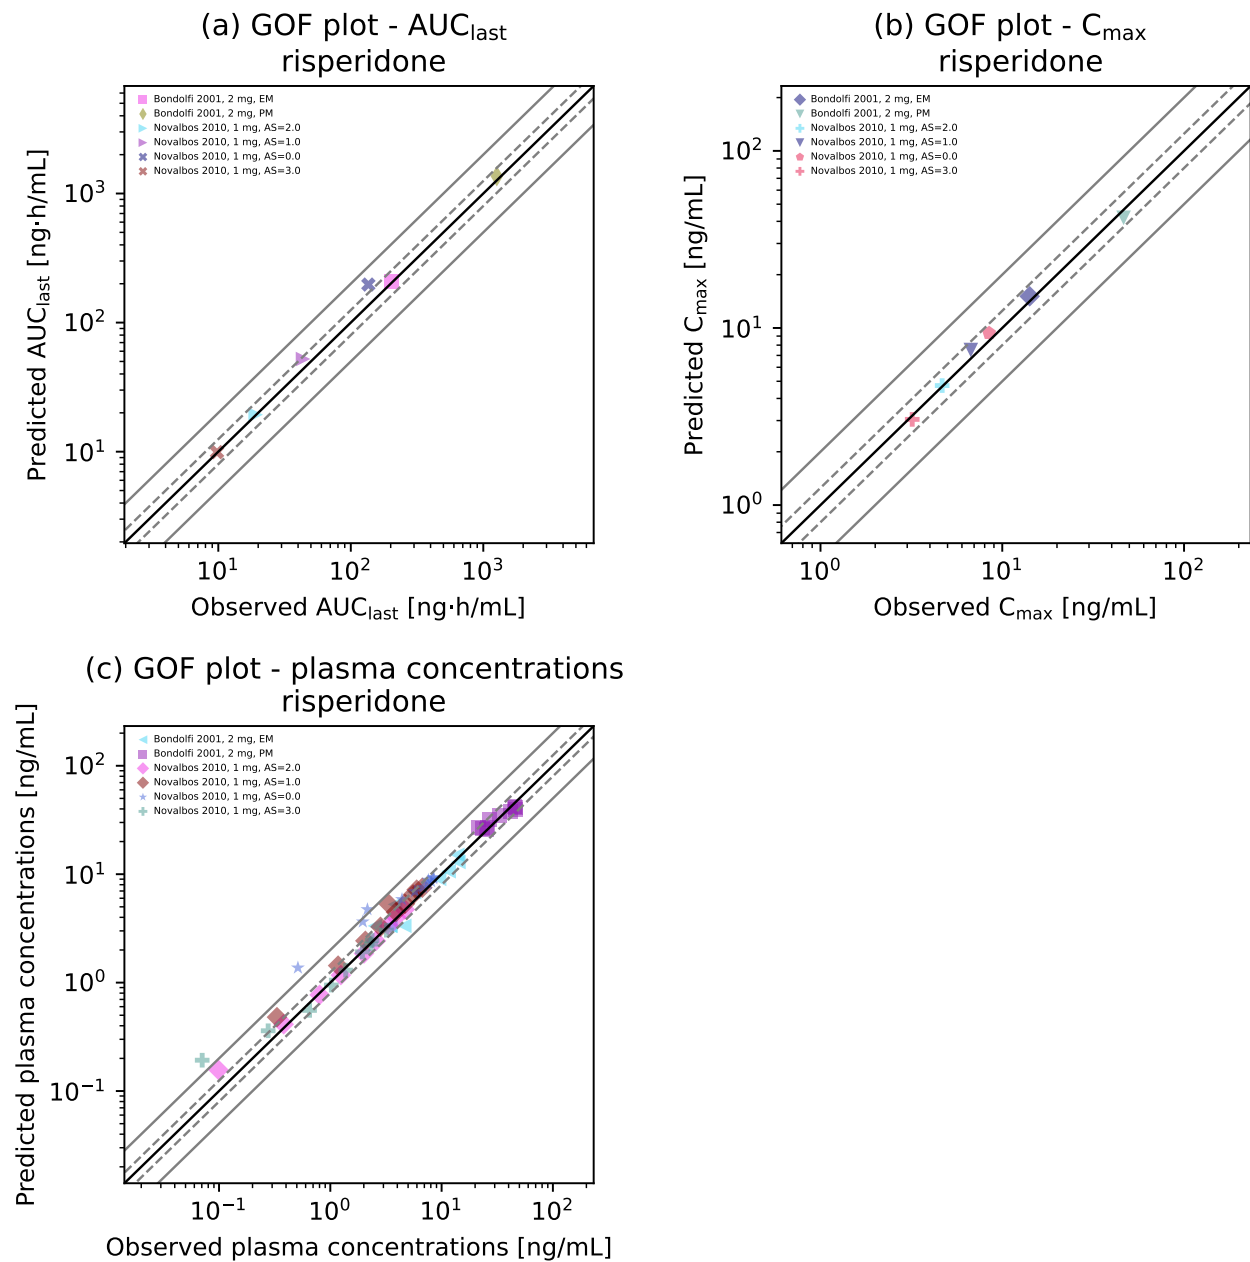 (a) GOF plot - AUC_last
risperidone
Bondolfi 2001, 2 mg, EM
Bondolfi 2001, 2 mg, PM
Novalbos 2010, 1 mg, AS=2.0
Novalbos 2010, 1 mg, AS=1.0
Novalbos 2010, 1 mg, AS=0.0
Novalbos 2010, 1 mg, AS=3.0
Predicted AUC_last [ng·h/mL]
10³
10²
10¹
10¹ 10² 10³
Observed AUC_last [ng·h/mL]
(b) GOF plot - C_max
risperidone
Bondolfi 2001, 2 mg, EM
Bondolfi 2001, 2 mg, PM
Novalbos 2010, 1 mg, AS=2.0
Novalbos 2010, 1 mg, AS=1.0
Novalbos 2010, 1 mg, AS=0.0
Novalbos 2010, 1 mg, AS=3.0
Predicted C_max [ng/mL]
10²
10¹
10⁰
10⁰ 10¹ 10²
Observed C_max [ng/mL]
(c) GOF plot - plasma concentrations
risperidone
Bondolfi 2001, 2 mg, EM
Bondolfi 2001, 2 mg, PM
Novalbos 2010, 1 mg, AS=2.0
Novalbos 2010, 1 mg, AS=1.0
Novalbos 2010, 1 mg, AS=0.0
Novalbos 2010, 1 mg, AS=3.0
Predicted plasma concentrations [ng/mL]
10²
10¹
10⁰
10⁻¹
10⁻¹ 10⁰ 10¹ 10²
Observed plasma concentrations [ng/mL]